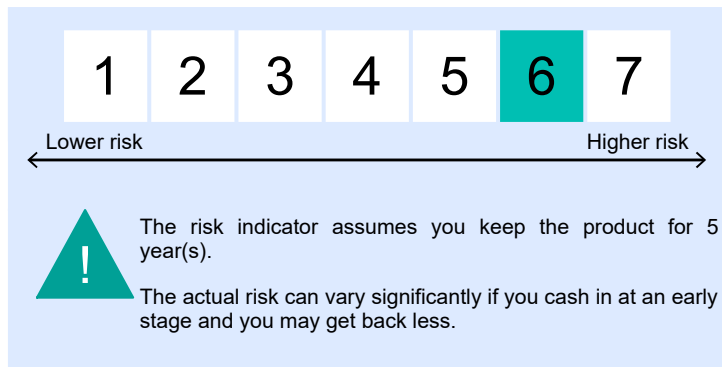 1 2 3 4 5 6 7
Lower risk Higher risk
!
The risk indicator assumes you keep the product for 5
year(s).
The actual risk can vary significantly if you cash in at an early
stage and you may get back less.